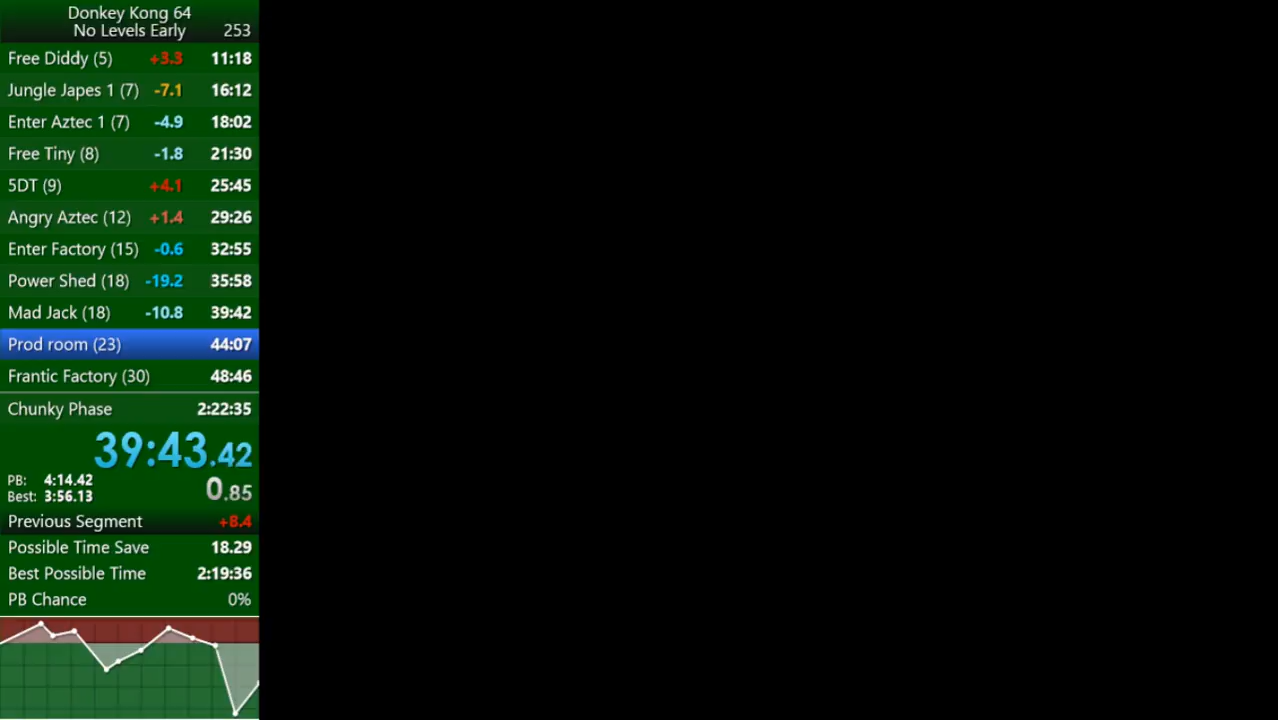 Donkey Kong 64
No Levels Early 253
Free Diddy (5) +3.3 11:18
Jungle Japes 1 (7) -7.1 16:12
Enter Aztec 1 (7) -4.9 18:02
Free Tiny (8) -1.8 21:30
5DT (9) +4.1 25:45
Angry Aztec (12) +1.4 29:26
Enter Factory (15) -0.6 32:55
Power Shed (18) -19.2 35:58
Mad Jack (18) -10.8 39:42
Prod room (23) 44:07
Frantic Factory (30) 48:46
Chunky Phase 2:22:35
39:43.42
PB: 4:14.42
Best: 3:56.13 0.85
Previous Segment +8.4
Possible Time Save 18.29
Best Possible Time 2:19:36
PB Chance 0%